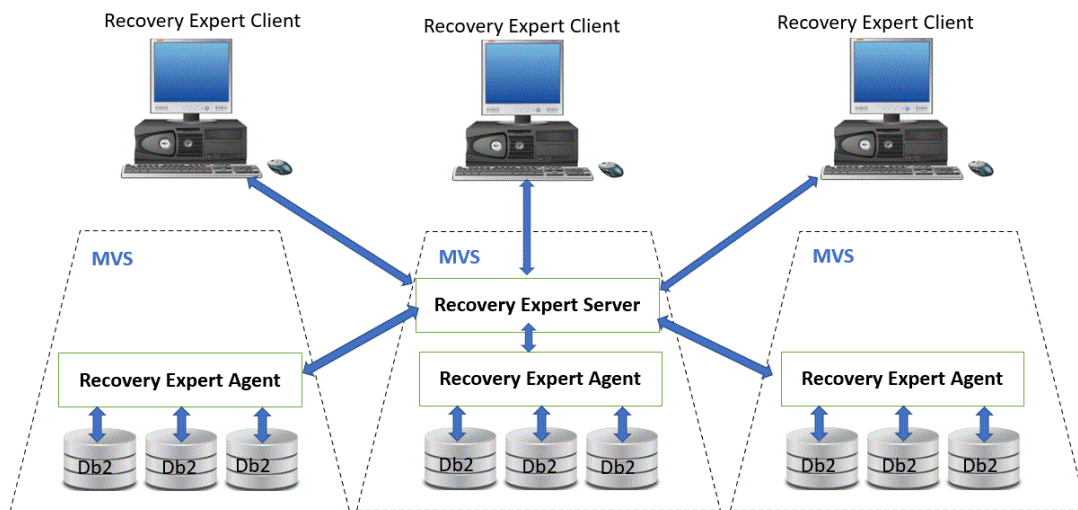 Recovery Expert Client
Recovery Expert Client
Recovery Expert Client
MVS
MVS
MVS
Recovery Expert Server
Recovery Expert Agent
Recovery Expert Agent
Recovery Expert Agent
Db2
Db2
Db2
Db2
Db2
Db2
Db2
Db2
Db2